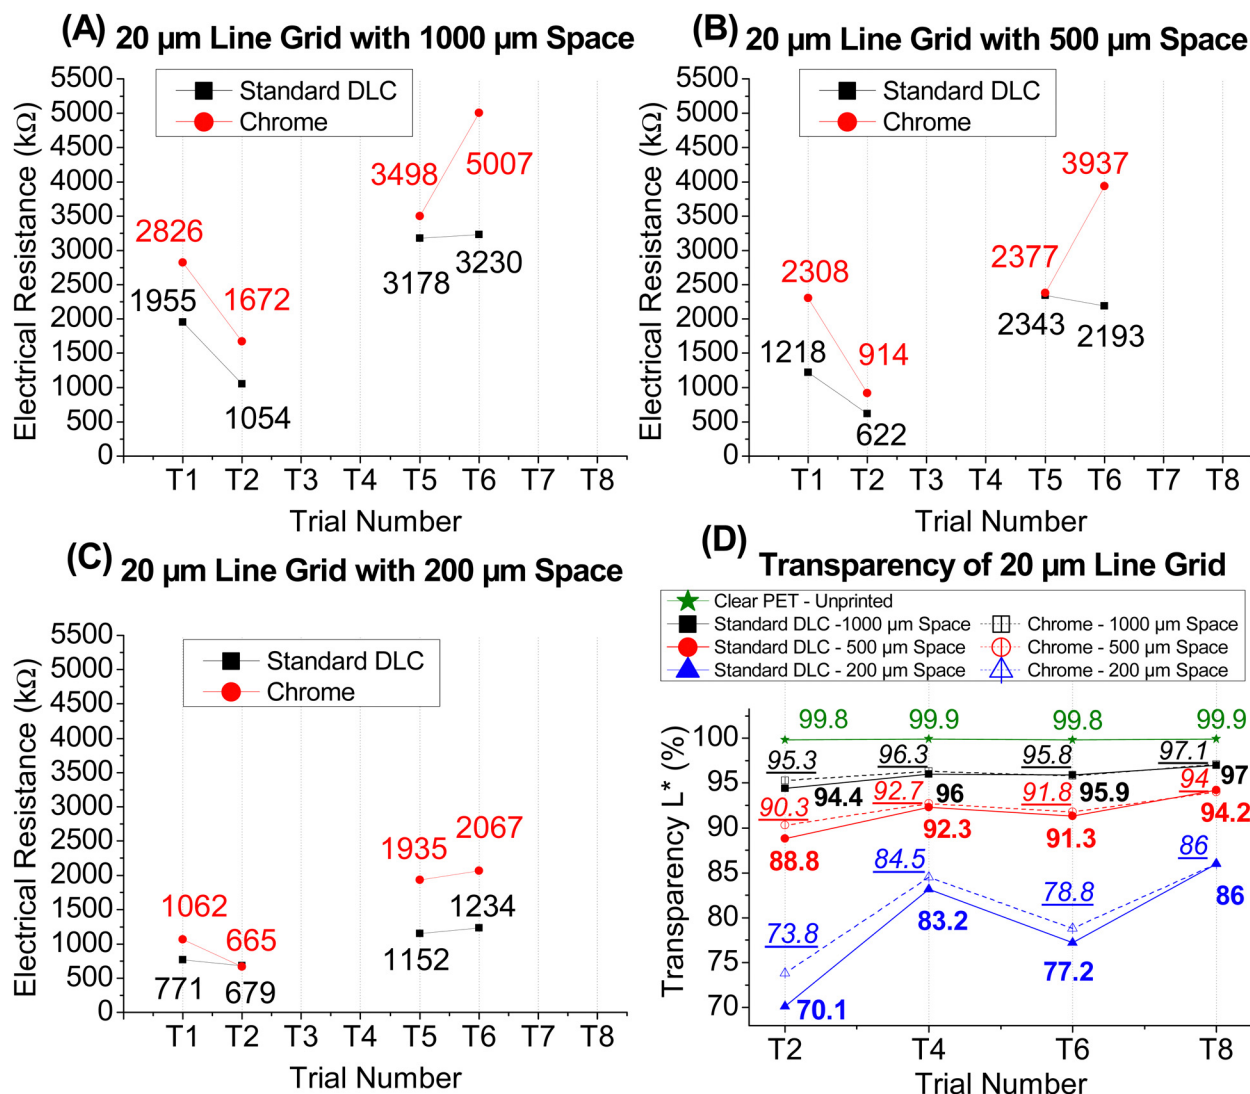 (A) 20 µm Line Grid with 1000 µm Space
Standard DLC
Chrome
Electrical Resistance (kΩ)
5500
5000
4500
4000
3500
3000
2500
2000
1500
1000
500
0
2826
1955
1672
1054
3498
5007
3178
3230
T1 T2 T3 T4 T5 T6 T7 T8
Trial Number
(B) 20 µm Line Grid with 500 µm Space
Standard DLC
Chrome
Electrical Resistance (kΩ)
5500
5000
4500
4000
3500
3000
2500
2000
1500
1000
500
0
2308
1218
914
622
2377
3937
2343
2193
T1 T2 T3 T4 T5 T6 T7 T8
Trial Number
(C) 20 µm Line Grid with 200 µm Space
Standard DLC
Chrome
Electrical Resistance (kΩ)
5500
5000
4500
4000
3500
3000
2500
2000
1500
1000
500
0
1062
665
771
679
1935
2067
1234
1152
T1 T2 T3 T4 T5 T6 T7 T8
Trial Number
(D) Transparency of 20 µm Line Grid
Clear PET - Unprinted
Standard DLC -1000 µm Space
Chrome - 1000 µm Space
Standard DLC - 500 µm Space
Chrome - 500 µm Space
Standard DLC - 200 µm Space
Chrome - 200 µm Space
Transparency L* (%)
100
95
90
85
80
75
70
99.8 99.9 99.8 99.9
95.3 96.3 95.8 97.1
94.4 96 95.9 97
90.3 92.7 91.8 94
88.8 92.3 91.3 94.2
73.8 84.5 78.8 86
70.1 83.2 77.2 86
T2 T4 T6 T8
Trial Number